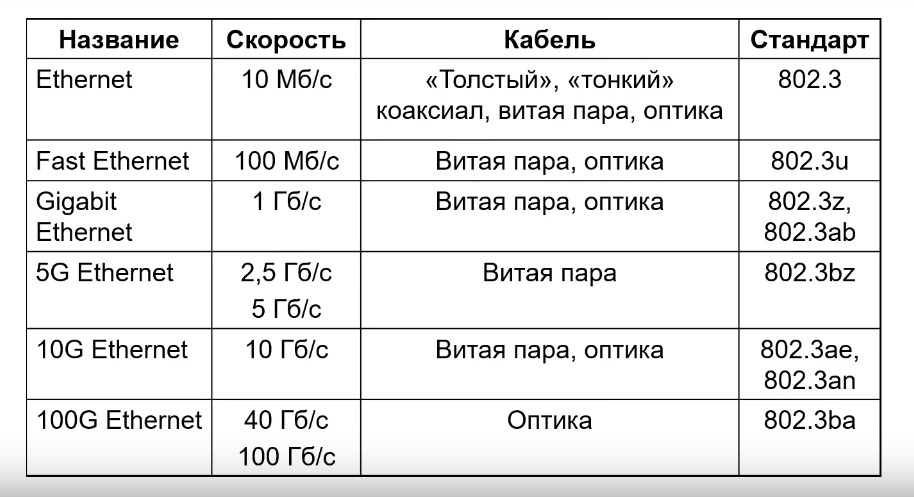 Название Скорость Кабель Стандарт
Ethernet 10 Мб/с «Толстый», «тонкий» 802.3
коаксиал, витая пара, оптика
Fast Ethernet 100 Мб/с Витая пара, оптика 802.3u
Gigabit 1 Гб/с Витая пара, оптика 802.3z,
Ethernet 802.3ab
5G Ethernet 2,5 Гб/с Витая пара 802.3bz
5 Гб/с
10G Ethernet 10 Гб/с Витая пара, оптика 802.3ae,
802.3an
100G Ethernet 40 Гб/с Оптика 802.3ba
100 Гб/с